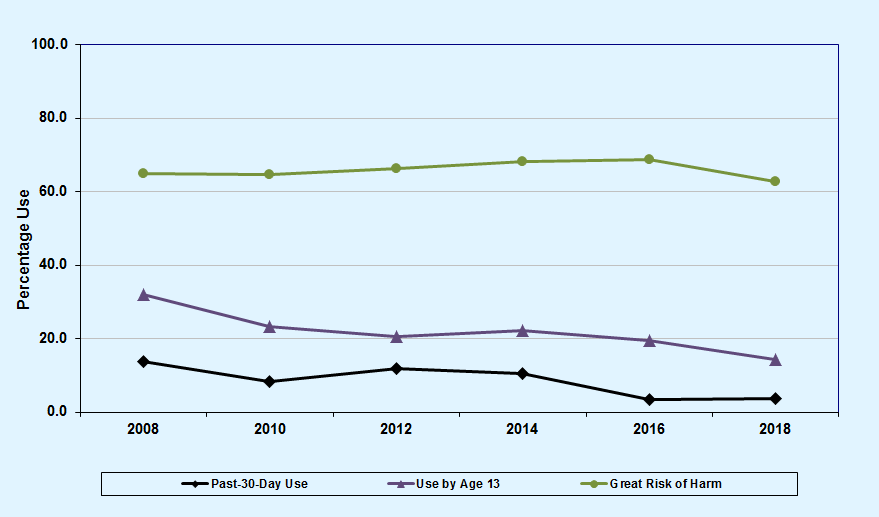 100.0
80.0
60.0
40.0
20.0
0.0
Percentage Use
2008 2010 2012 2014 2016 2018
Past-30-Day Use Use by Age 13 Great Risk of Harm